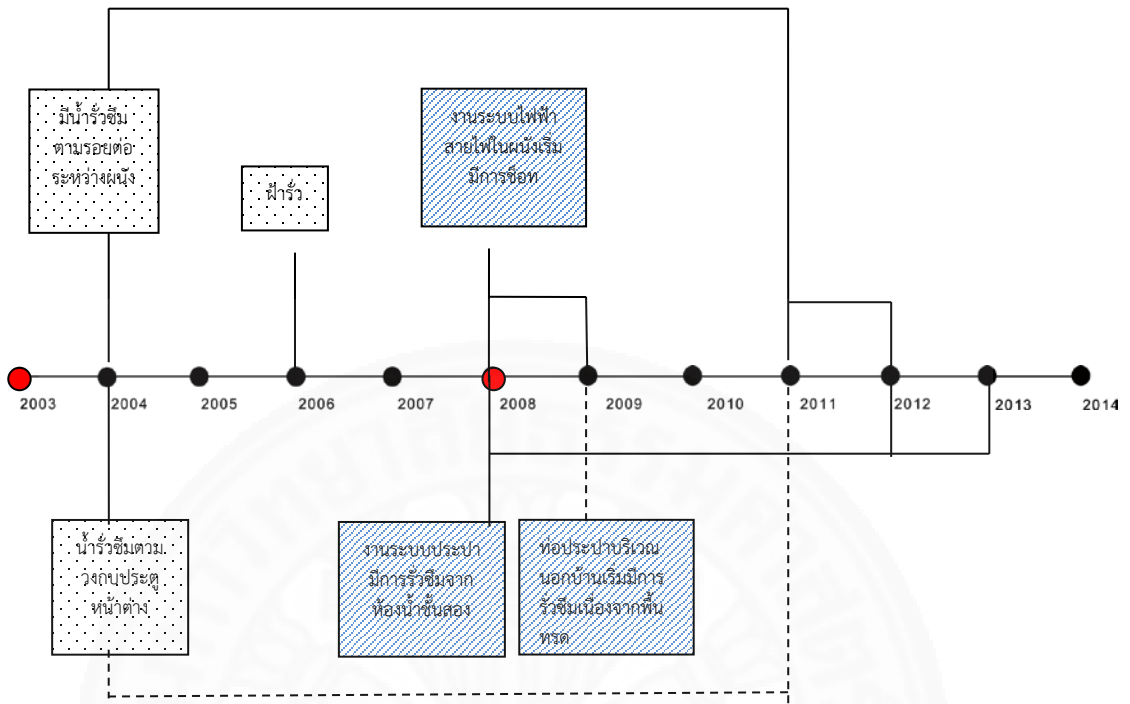 มีน้ำรั่วซึม
ตามรอยต่อ
ระหว่างผนัง
ฝ้ารั่ว
งานระบบไฟฟ้า
สายไฟในผนังเริ่ม
มีการช็อท
2003
2004
2005
2006
2007
2008
2009
2010
2011
2012
2013
2014
น้ำรั่วซึมตวม
วงกบประตู
หน้าต่าง
งานระบบประปา
มีการรั่วซึมจาก
ห้องน้ำชั้นสอง
ท่อประปาบริเวณ
นอกบ้านเริ่มมีการ
รั่วซึมเนื่องจากพื้น
ทรด